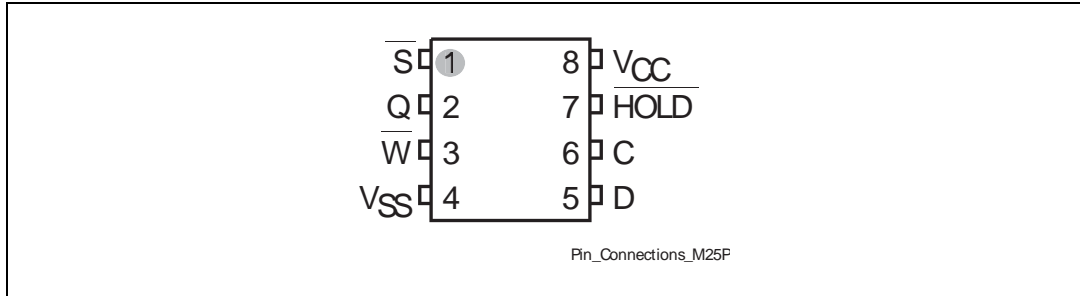 S 1 8 VCC
Q 2 7 HOLD
W 3 6 C
VSS 4 5 D
Pin_Connections_M25P